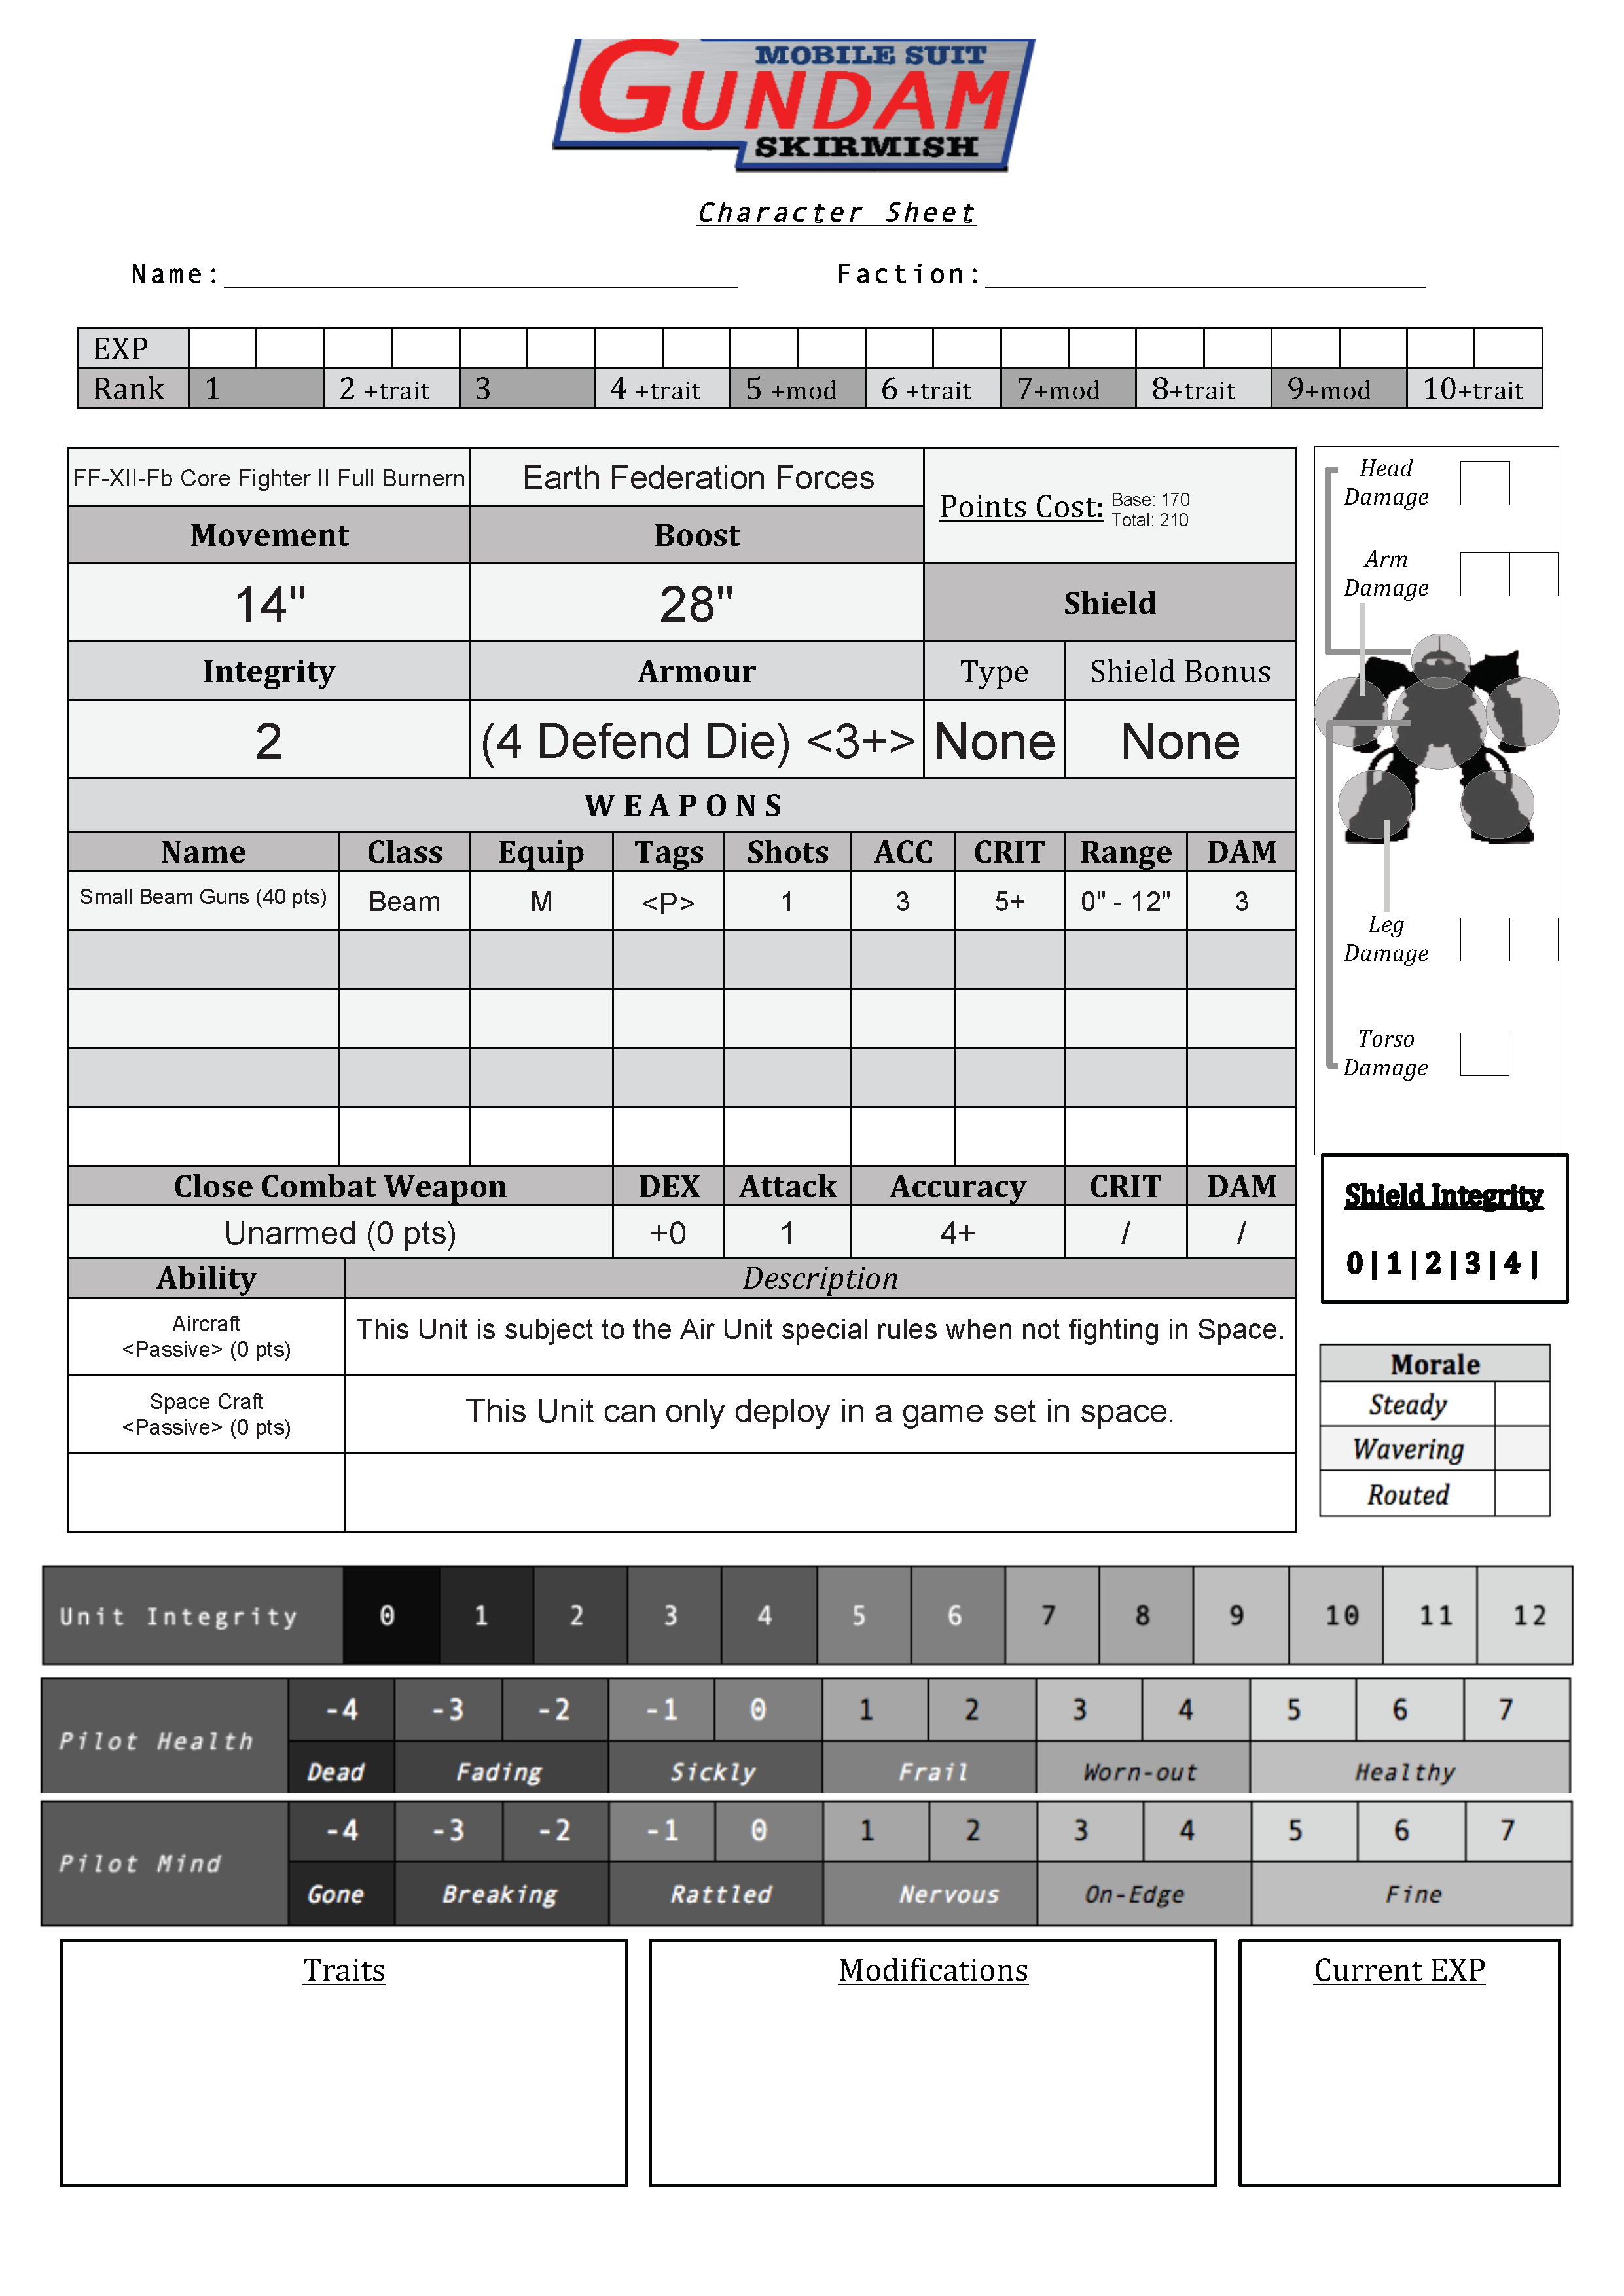 MOBILE SUIT
GUNDAM
SKIRMISH
Character Sheet
Name: Faction:
EXP
Rank 1 2 +trait 3 4 +trait 5 +mod 6 +trait 7+mod 8+trait 9+mod 10+trait
FF-XII-Fb Core Fighter II Full Burnern Earth Federation Forces
Points Cost: Base: 170
Total: 210
Movement Boost
14" 28" Shield
Integrity Armour Type Shield Bonus
2 (4 Defend Die) <3+> None None
WEAPONS
Name Class Equip Tags Shots ACC CRIT Range DAM
Small Beam Guns (40 pts) Beam M <P> 1 3 5+ 0" - 12" 3
Close Combat Weapon DEX Attack Accuracy CRIT DAM
Unarmed (0 pts) +0 1 4+ / /
Ability Description
Aircraft
<Passive> (0 pts)
This Unit is subject to the Air Unit special rules when not fighting in Space.
Space Craft
<Passive> (0 pts)
This Unit can only deploy in a game set in space.
Head
Damage
Arm
Damage
Leg
Damage
Torso
Damage
Shield Integrity
0|1|2|3|4|
Morale
Steady
Wavering
Routed
Unit Integrity 0 1 2 3 4 5 6 7 8 9 10 11 12
Pilot Health
-4 -3 -2 -1 0 1 2 3 4 5 6 7
Dead Fading Sickly Frail Worn-out Healthy
Pilot Mind
-4 -3 -2 -1 0 1 2 3 4 5 6 7
Gone Breaking Rattled Nervous On-Edge Fine
Traits Modifications Current EXP